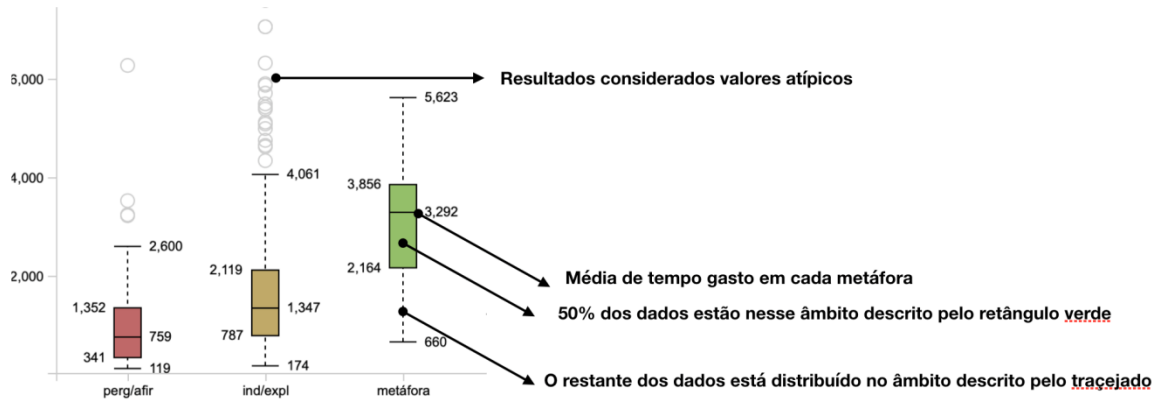 6,000
Resultados considerados valores atípicos
5,623
4,000
4,061
3,856
3,292
2,600
2,119
2,164
2,000
Média de tempo gasto em cada metáfora
1,352
1,347
50% dos dados estão nesse âmbito descrito pelo retângulo verde
759
787
660
341
119
174
O restante dos dados está distribuído no âmbito descrito pelo traçejado
perg/afir
ind/expl
metáfora